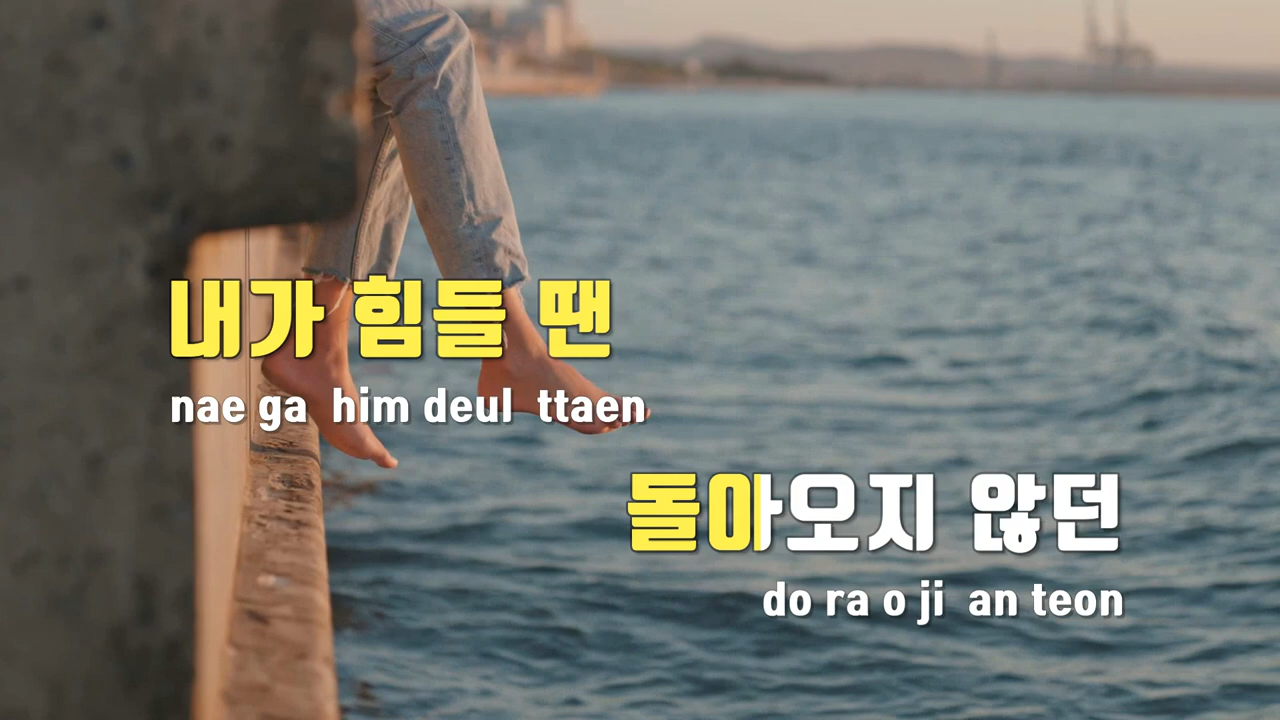 내가 힘들 땐
nae ga him deul ttaen
돌아오지 않던
do ra o ji an teon